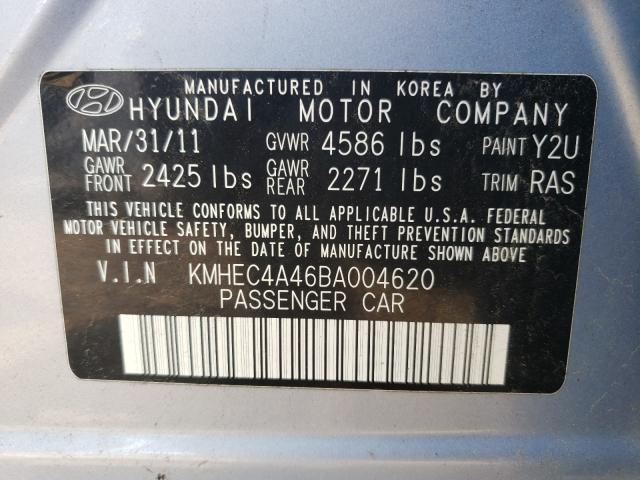 MANUFACTURED IN KOREA BY
HYUNDAI MOTOR COMPANY
MAR/31/11 GVWR 4586 lbs PAINT Y2U
GAWR FRONT 2425 lbs GAWR REAR 2271 lbs TRIM RAS
THIS VEHICLE CONFORMS TO ALL APPLICABLE U.S.A. FEDERAL
MOTOR VEHICLE SAFETY, BUMPER, AND THEFT PREVENTION STANDARDS
IN EFFECT ON THE DATE OF MANUFACTURE SHOWN ABOVE
V.I.N KMHEC4A46BA004620
PASSENGER CAR